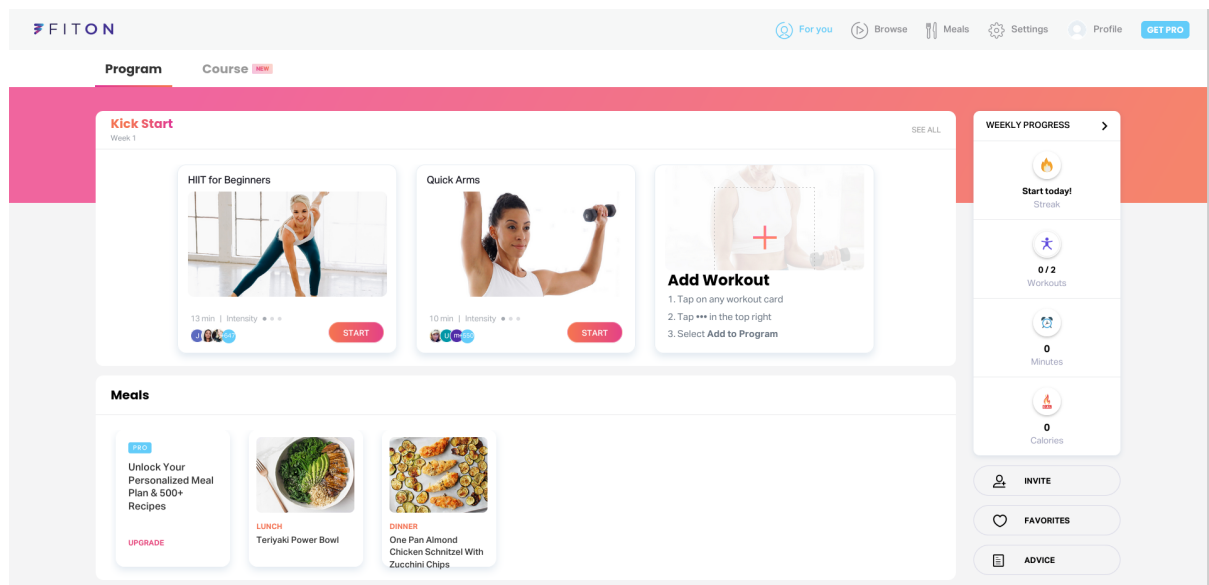 FITON
For you
Browse
Meals
Settings
Profile
GET PRO
Program
Course NEW
Kick Start
Week 1
SEE ALL
HIIT for Beginners
13 min | Intensity
START
Quick Arms
10 min | Intensity
START
Add Workout
1. Tap on any workout card
2. Tap ••• in the top right
3. Select Add to Program
WEEKLY PROGRESS
Start today!
Streak
0 / 2
Workouts
0
Minutes
0
Calories
INVITE
FAVORITES
ADVICE
Meals
PRO
Unlock Your
Personalized Meal
Plan & 500+
Recipes
UPGRADE
LUNCH
Teriyaki Power Bowl
DINNER
One Pan Almond
Chicken Schnitzel With
Zucchini Chips